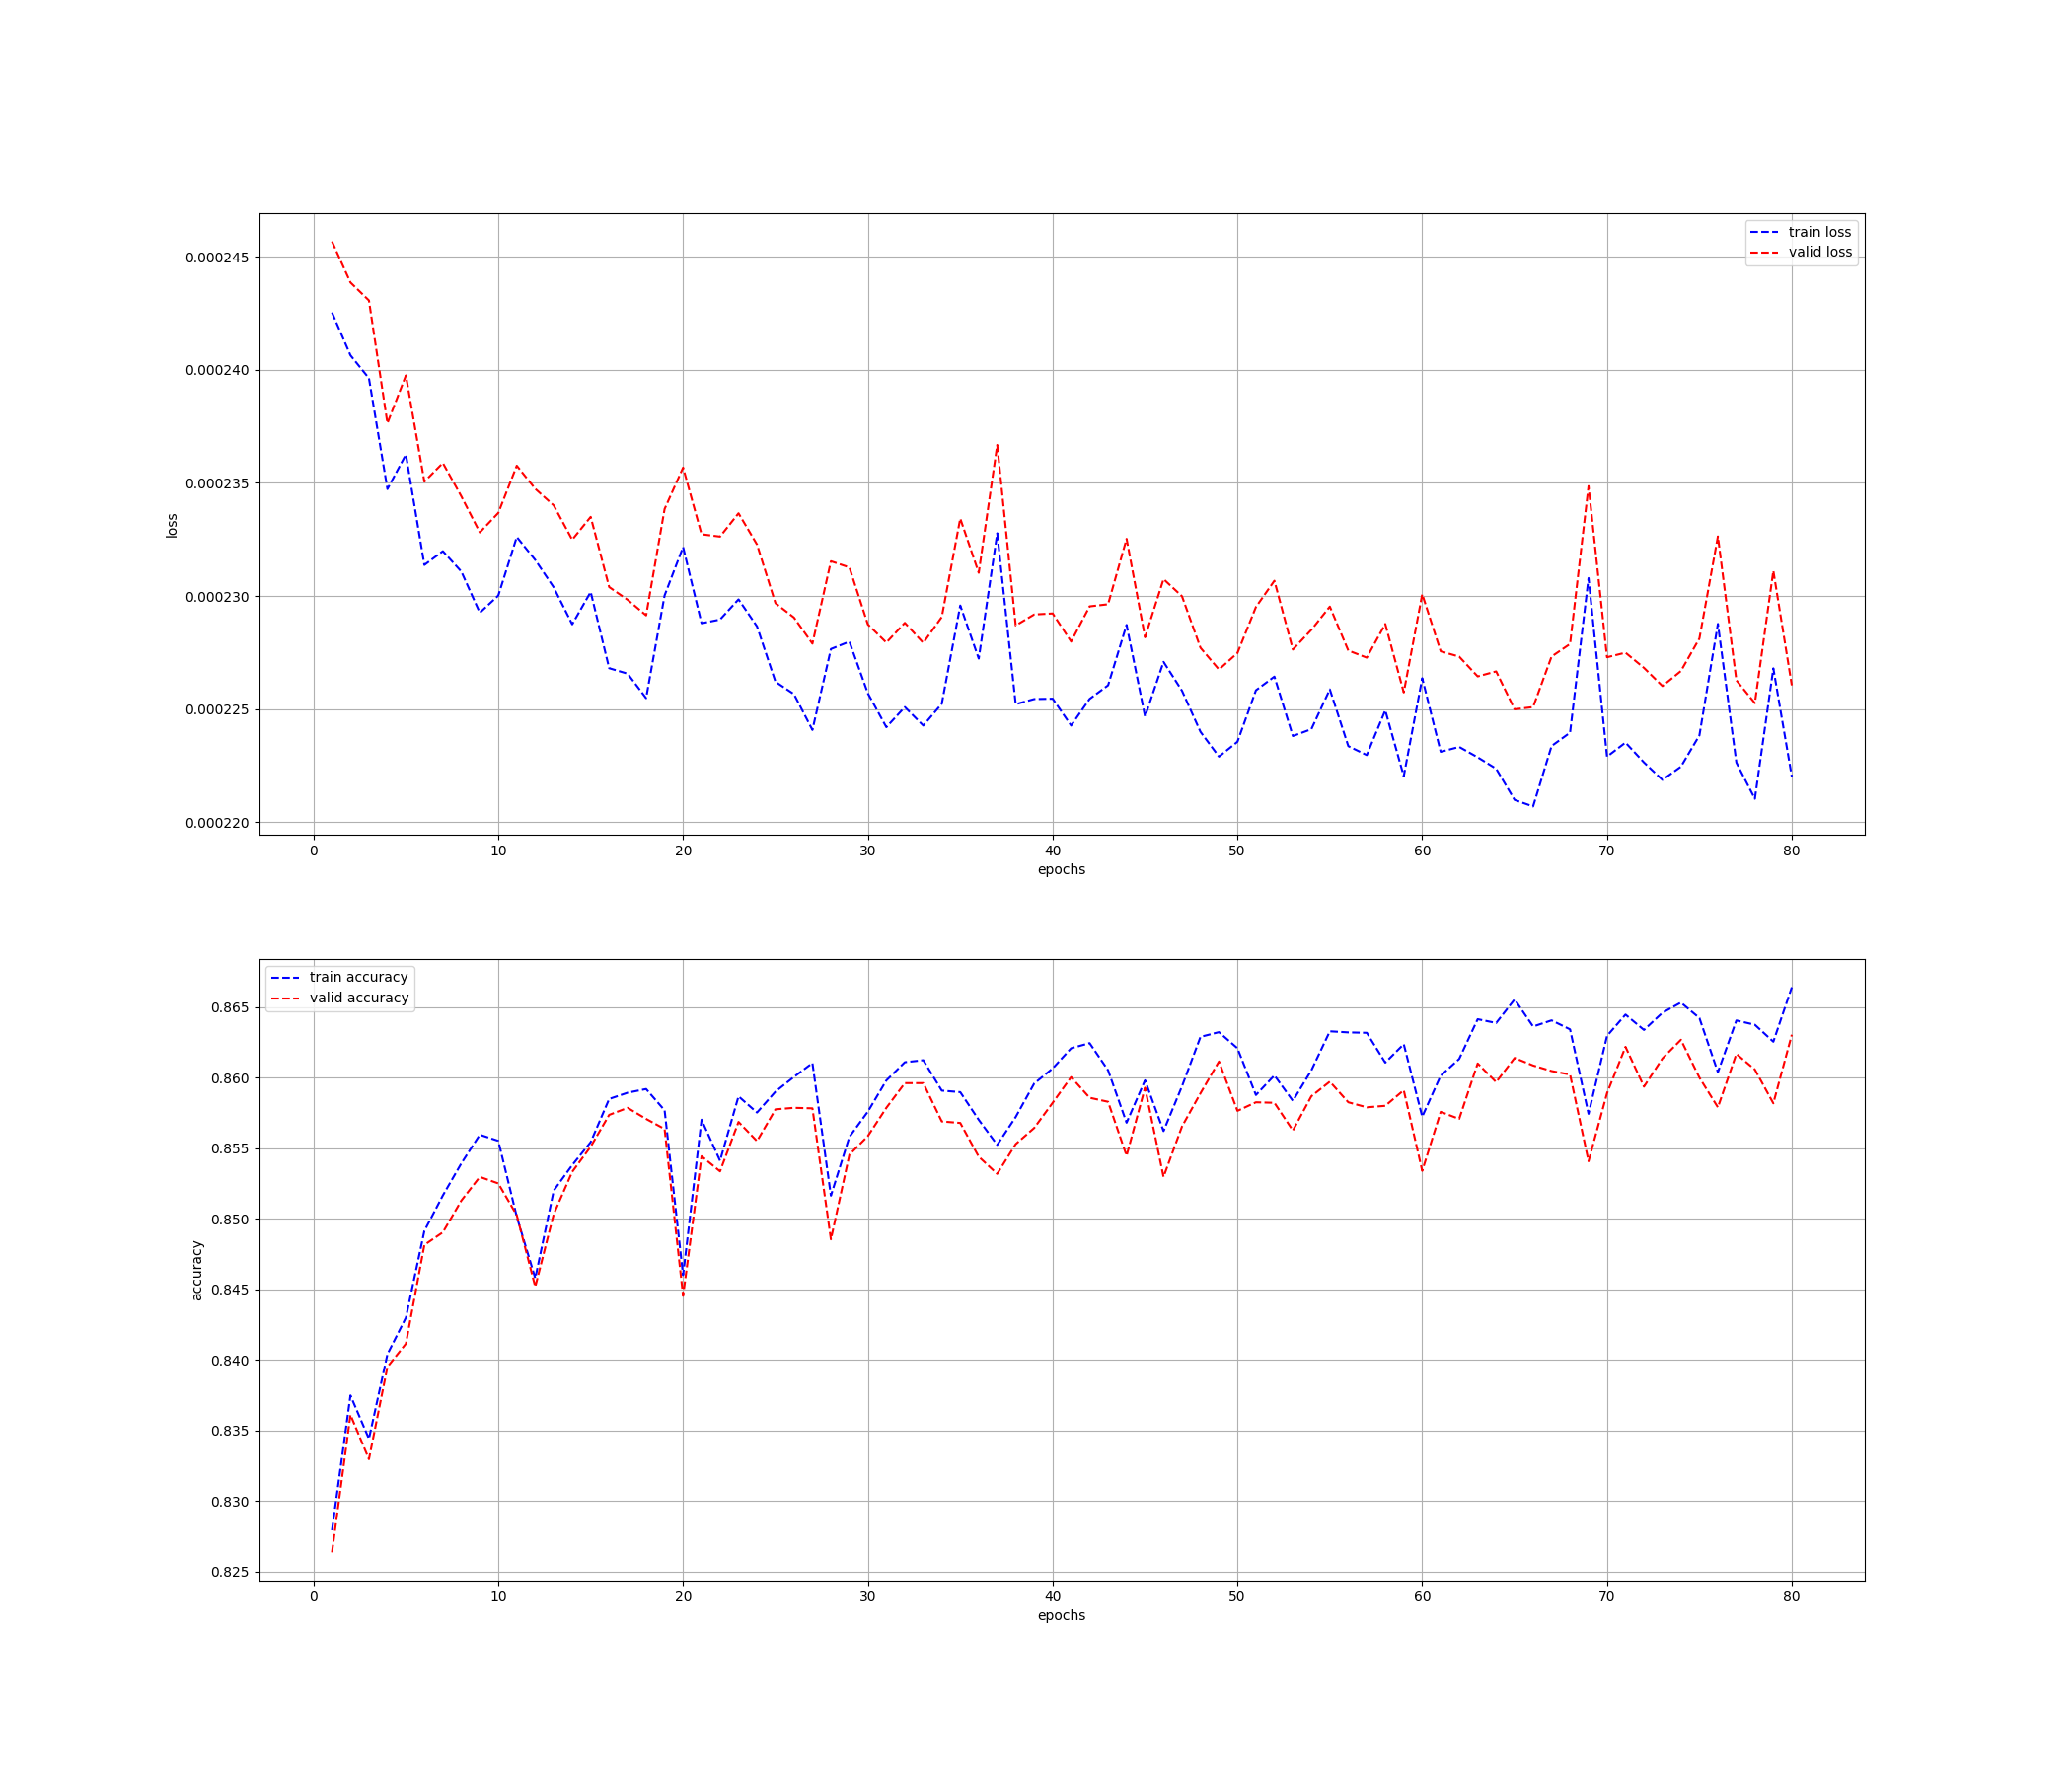 train loss
valid loss
0.000245
0.000240
0.000235
0.000230
0.000225
0.000220
loss
0 10 20 30 40 50 60 70 80
epochs
train accuracy
valid accuracy
0.865
0.860
0.855
0.850
0.845
0.840
0.835
0.830
0.825
accuracy
0 10 20 30 40 50 60 70 80
epochs